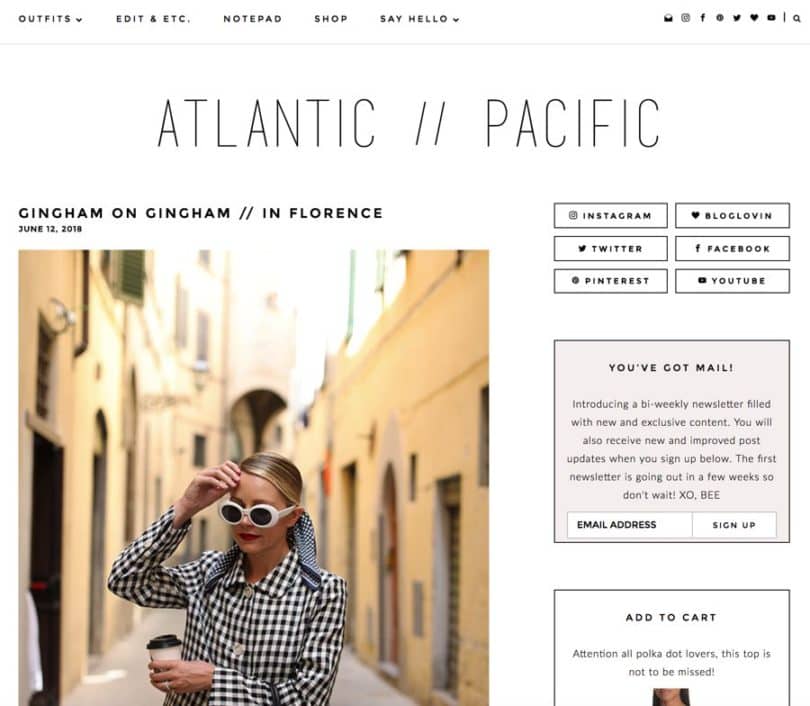 OUTFITS EDIT & ETC. NOTEPAD SHOP SAY HELLO
ATLANTIC // PACIFIC
GINGHAM ON GINGHAM // IN FLORENCE
JUNE 12, 2018
INSTAGRAM BLOGLOVIN
TWITTER FACEBOOK
PINTEREST YOUTUBE
YOU'VE GOT MAIL!
Introducing a bi-weekly newsletter filled
with new and exclusive content. You will
also receive new and improved post
updates when you sign up below. The first
newsletter is going out in a few weeks so
don't wait! XO, BEE
EMAIL ADDRESS SIGN UP
ADD TO CART
Attention all polka dot lovers, this top is
not to be missed!